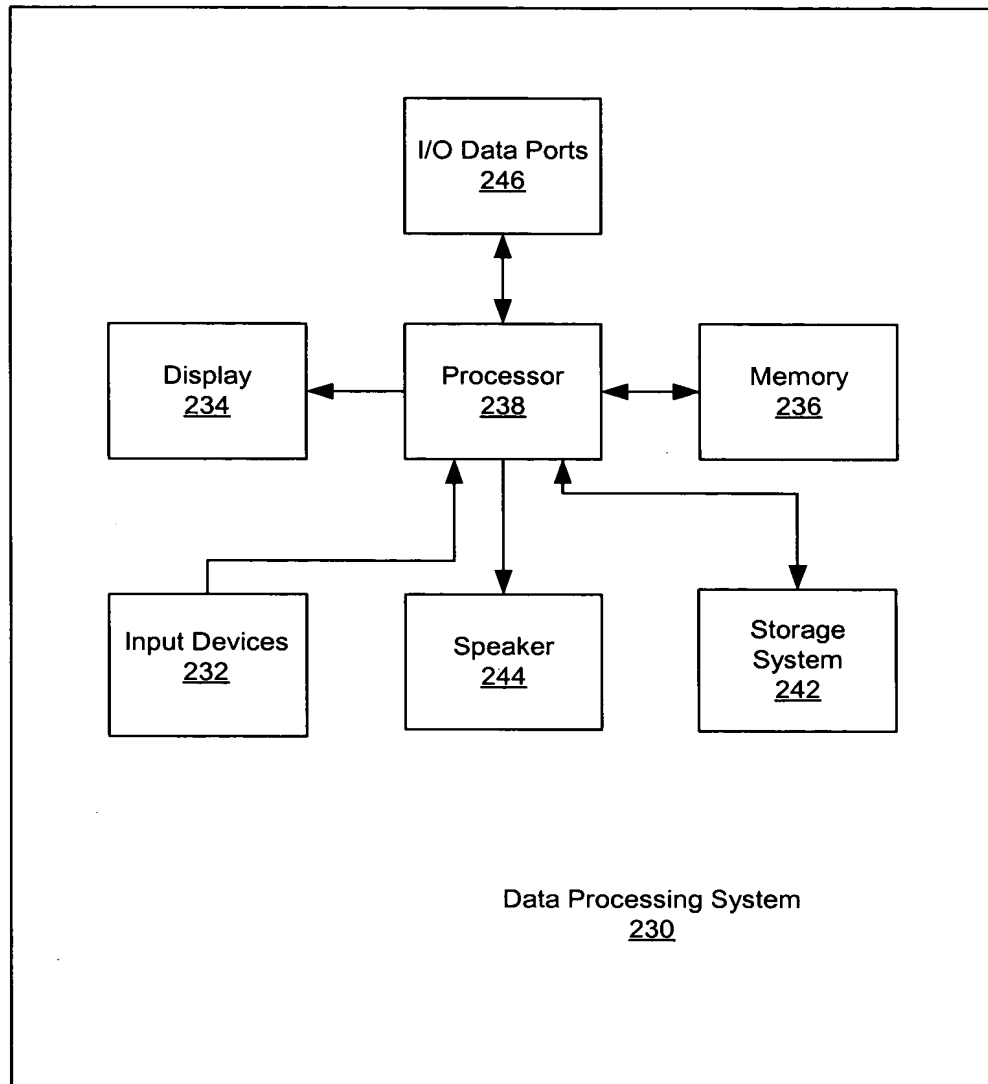 I/O Data Ports
246
Display
234
Processor
238
Memory
236
Input Devices
232
Speaker
244
Storage
System
242
Data Processing System
230